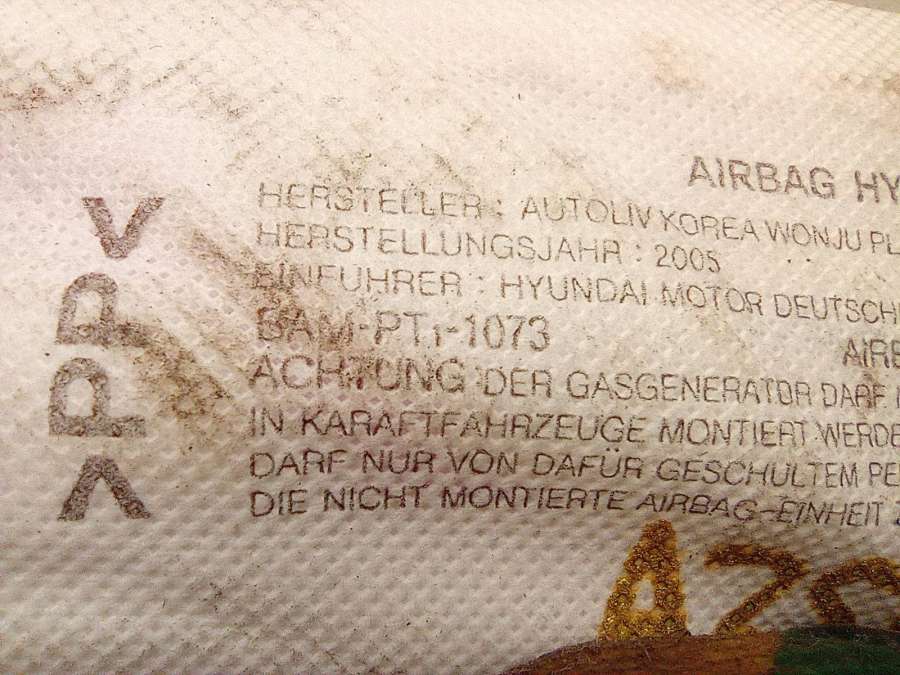 AIRBAG HY
HERSTELLER : AUTOLIV KOREA WONJU PL
HERSTELLUNGSJAHR : 2005
EINFUHRER : HYUNDAI MOTOR DEUTSCH
BAM-PT1-1073
AIRB
ACHTUNG DER GASGENERATOR DARF
IN KARAFTFAHRZEUGE MONTIERT WERDE
DARF NUR VON DAFÜR GESCHULTEM PE
DIE NICHT MONTIERTE AIRBAG-EINHEIT
>PP<